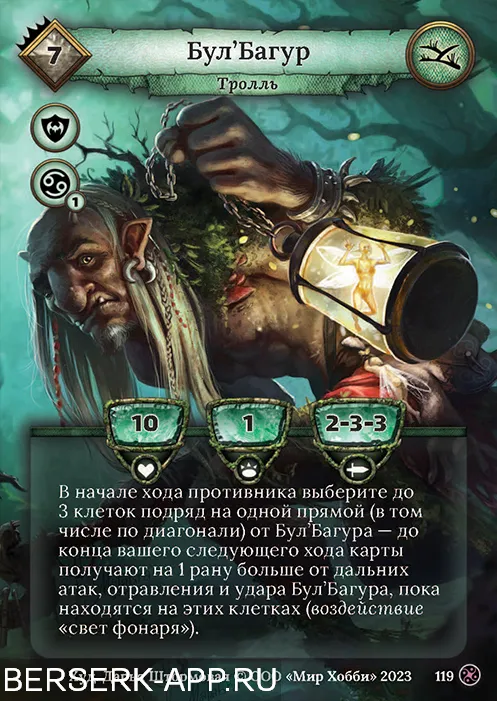 7
Бул’Багур
Тролль
1
10
1
2-3-3
В начале хода противника выберите до
3 клеток подряд на одной прямой (в том
числе по диагонали) от Бул’Багура — до
конца вашего следующего хода карты
получают на 1 рану больше от дальних
атак, отравления и удара Бул’Багура, пока
находятся на этих клетках (воздействие
«свет фонаря»).
Худ. Дарья Штормовая © ООО «Мир Хобби» 2023 119
BERSERK-APP.RU